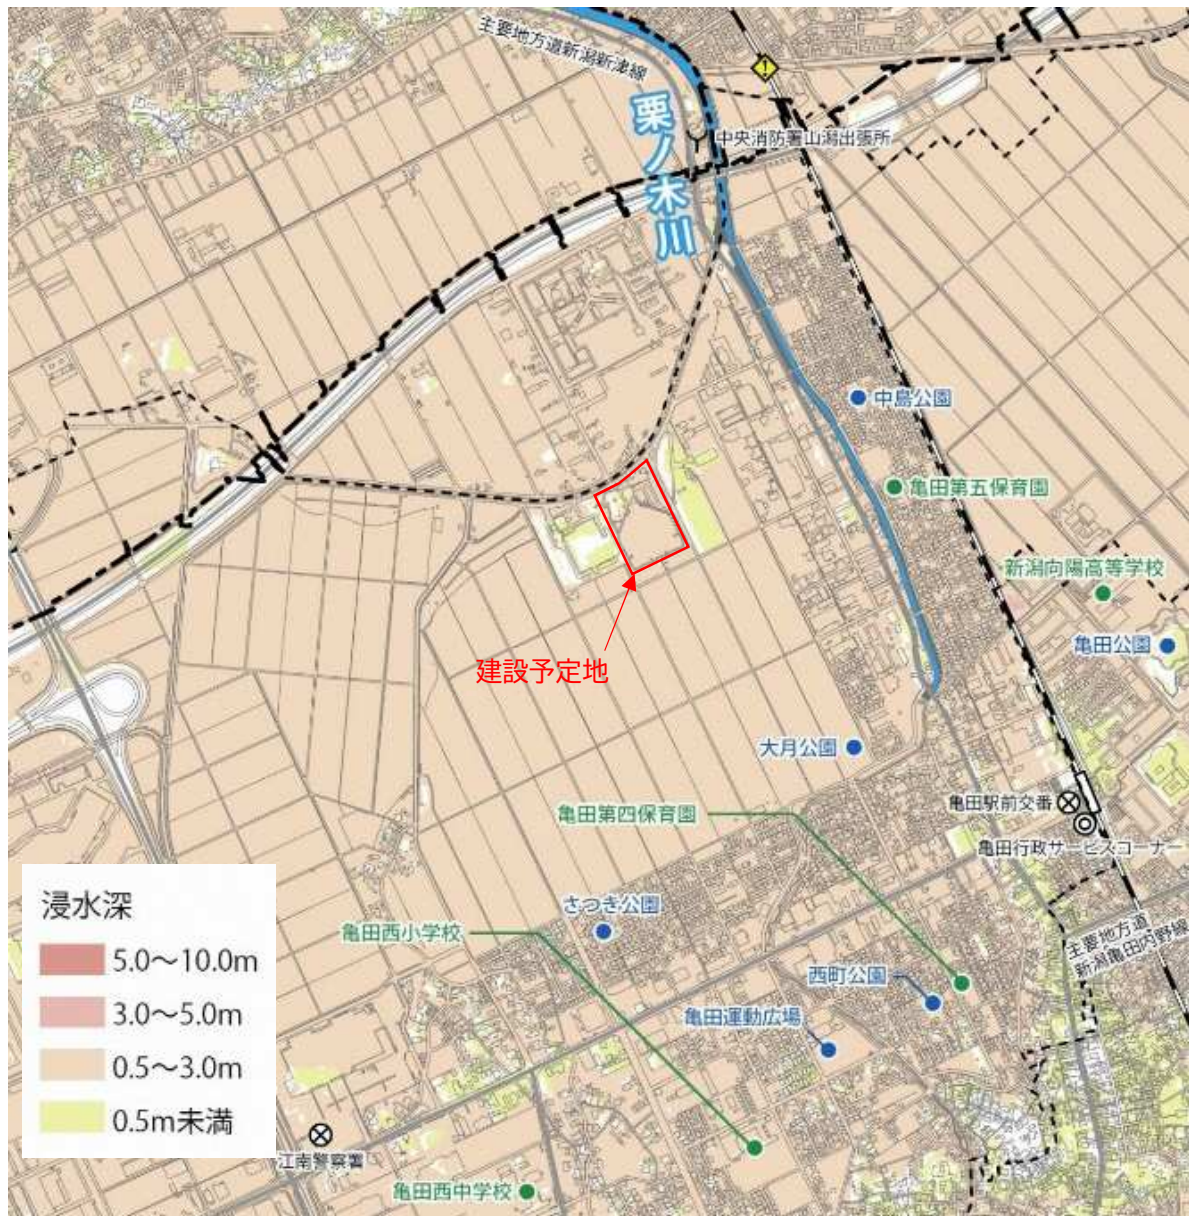 主要地方道新潟新津線
栗ノ木川
中央消防署山潟出張所
中島公園
亀田第五保育園
新潟向陽高等学校
亀田公園
建設予定地
大月公園
亀田駅前交番
亀田第四保育園
亀田行政サービスコーナー
さつき公園
亀田西小学校
主要地方道
新潟亀田内野線
西町公園
亀田運動広場
浸水深
5.0～10.0m
3.0～5.0m
0.5～3.0m
0.5m未満
江南警察署
亀田西中学校